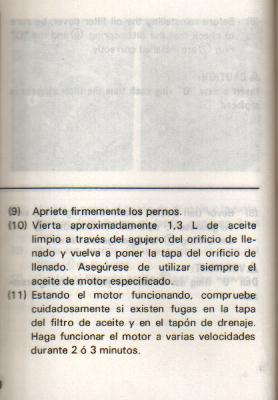 (9) Apriete firmemente los pernos.
(10) Vierta aproximadamente 1,3 L de aceite
limpio a través del agujero del orificio de lle-
nado y vuelva a poner la tapa del orificio de
llenado. Asegúrese de utilizar siempre el
aceite de motor especificado.
(11) Estando el motor funcionando, compruebe
cuidadosamente si existen fugas en la tapa
del filtro de aceite y en el tapón de drenaje.
Haga funcionar el motor a varias velocidades
durante 2 ó 3 minutos.